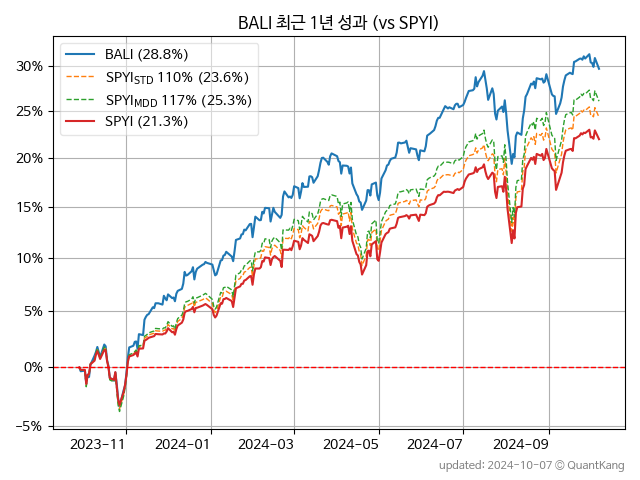 BALI 최근 1년 성과 (vs SPYI)
BALI (28.8%)
SPYI_STD 110% (23.6%)
SPYI_MDD 117% (25.3%)
SPYI (21.3%)
30%
25%
20%
15%
10%
5%
0%
−5%
2023-11 2024-01 2024-03 2024-05 2024-07 2024-09
updated: 2024-10-07 © QuantKang